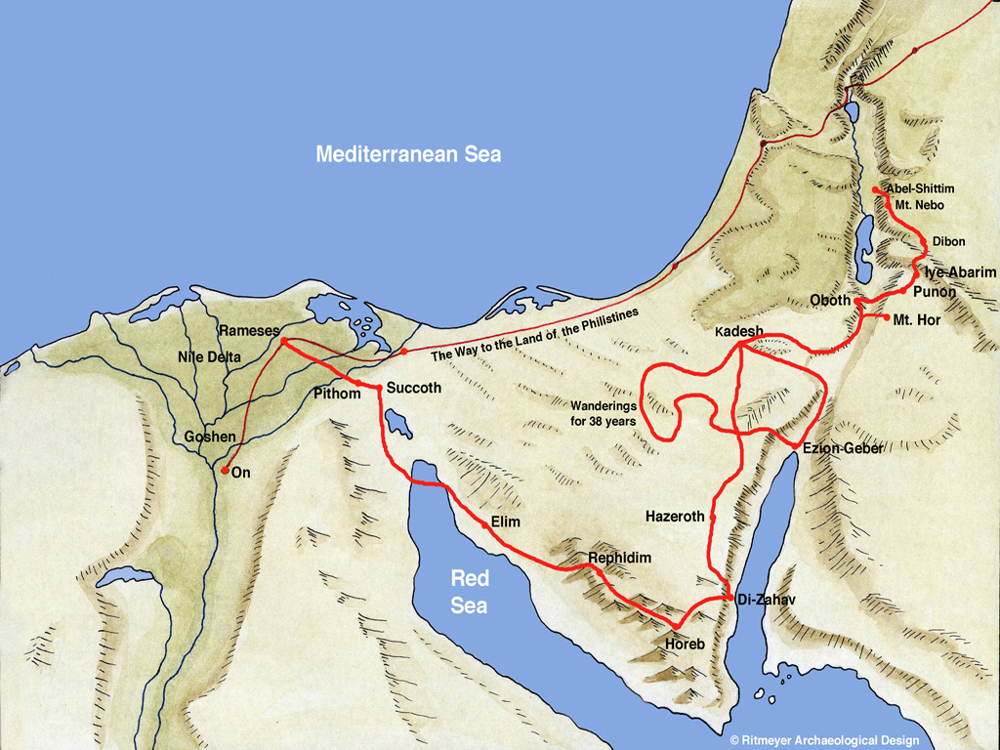 Mediterranean Sea
Abel-Shittim
Mt. Nebo
Dibon
Iye Abarim
Punon
Oboth
Mt. Hor
Rameses
The Way to the Land of the Philistines
Kadesh
Nile Delta
Pithom
Succoth
Wanderings
for 38 years
Goshen
Ezion-Geber
On
Hazeroth
Elim
Rephidim
Red
Sea
Di-Zahav
Horeb
© Ritmeyer Archaeological Design